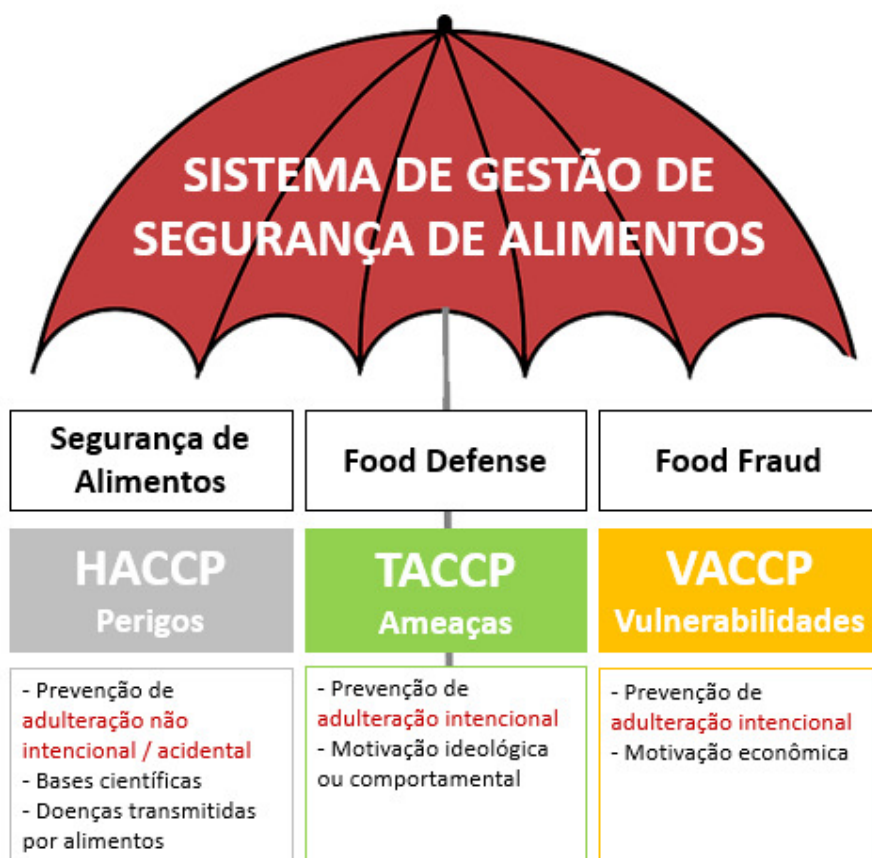 SISTEMA DE GESTÃO DE
SEGURANÇA DE ALIMENTOS
Segurança de
Alimentos
HACCP
Perigos
- Prevenção de
adulteração não
intencional / acidental
- Bases científicas
- Doenças transmitidas
por alimentos
Food Defense
TACCP
Ameaças
- Prevenção de
adulteração intencional
- Motivação ideológica
ou comportamental
Food Fraud
VACCP
Vulnerabilidades
- Prevenção de
adulteração intencional
- Motivação econômica